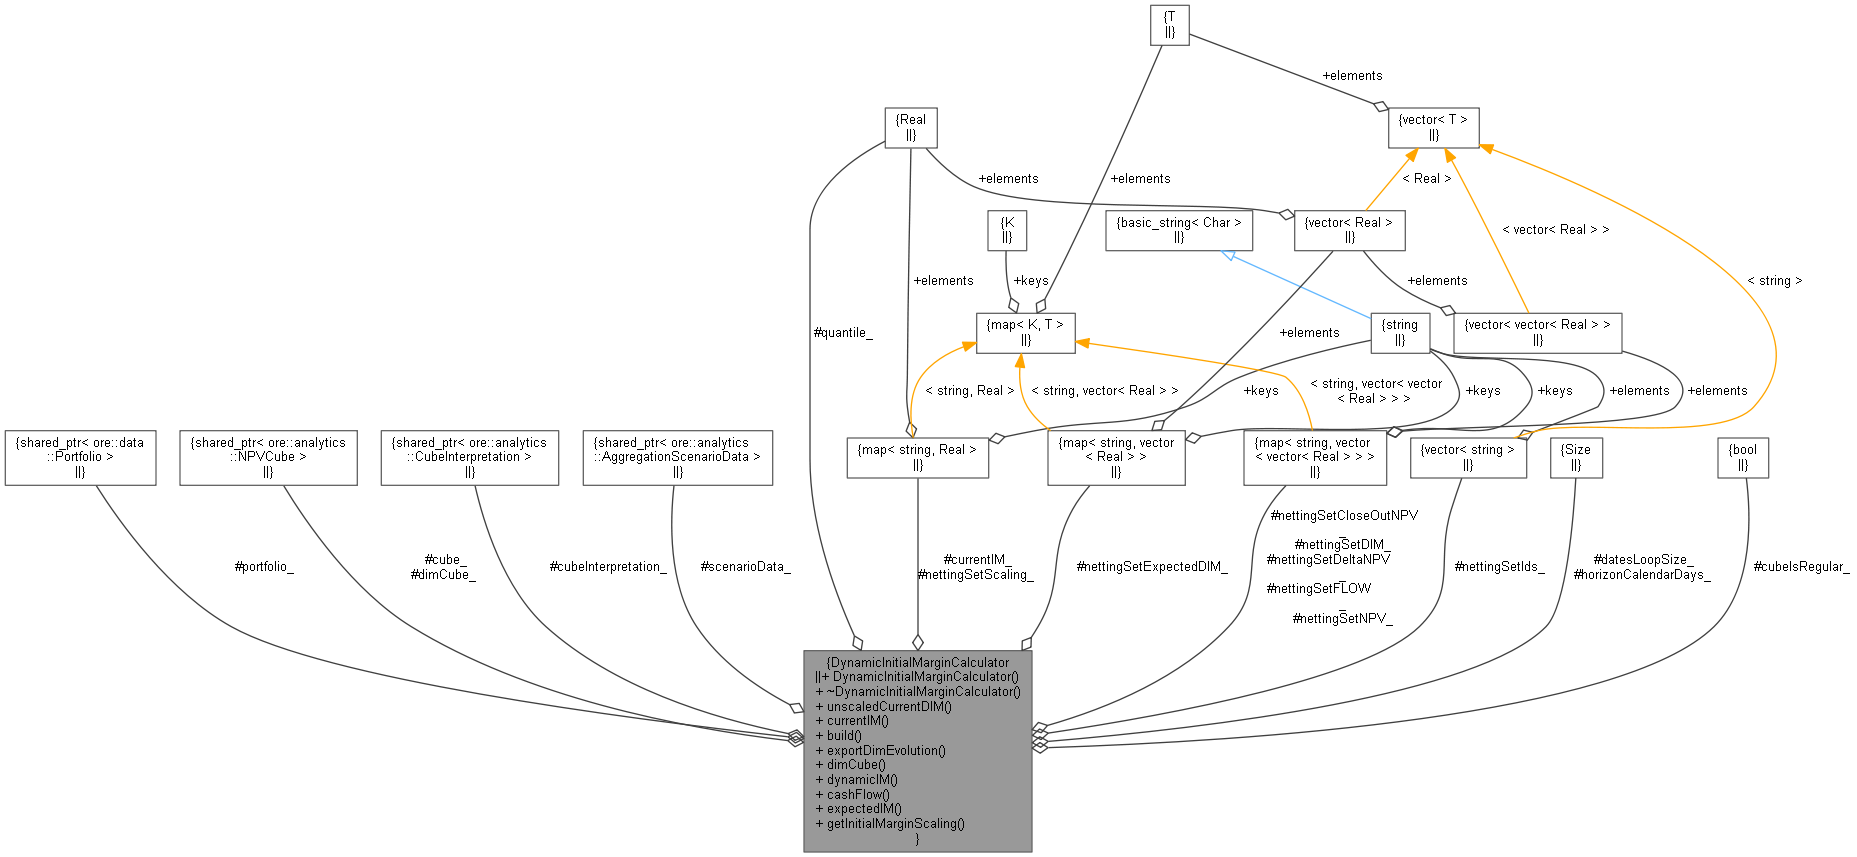 {T
||}
+elements
{Real
||}
{vector< T >
||}
+elements
+elements
< Real >
{K
||}
{basic_string< Char >
||}
{vector< Real >
||}
< vector< Real > >
+elements
+keys
+elements
< string >
#quantile_
{map< K, T >
||}
+elements
{string
||}
{vector< vector< Real > >
||}
< string, Real >
< string, vector< Real > >
+keys
< string, vector< vector
< Real > > >
+keys
+keys
+elements
+elements
{shared_ptr< ore::data
::Portfolio >
||}
{shared_ptr< ore::analytics
::NPVCube >
||}
{shared_ptr< ore::analytics
::CubeInterpretation >
||}
{shared_ptr< ore::analytics
::AggregationScenarioData >
||}
{map< string, Real >
||}
{map< string, vector
< Real > >
||}
{map< string, vector
< vector< Real > > >
||}
{vector< string >
||}
{Size
||}
{bool
||}
#portfolio_
#cube_
#dimCube_
#cubeInterpretation_
#scenarioData_
#currentIM_
#nettingSetScaling_
#nettingSetExpectedDIM_
#nettingSetCloseOutNPV
_
#nettingSetDIM_
#nettingSetDeltaNPV
_
#nettingSetFLOW
_
#nettingSetNPV_
#nettingSetIds_
#datesLoopSize_
#horizonCalendarDays_
#cubeIsRegular_
{DynamicInitialMarginCalculator
||+ DynamicInitialMarginCalculator()
+ ~DynamicInitialMarginCalculator()
+ unscaledCurrentDIM()
+ currentIM()
+ build()
+ exportDimEvolution()
+ dimCube()
+ dynamicIM()
+ cashFlow()
+ expectedIM()
+ getInitialMarginScaling()
}